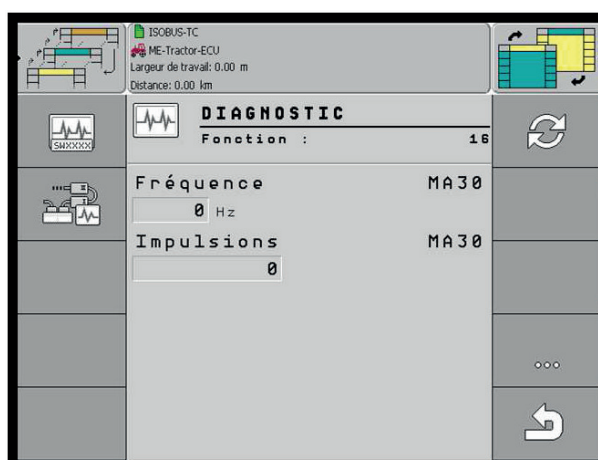 ISOBUS-TC
ME-Tractor-ECU
Largeur de travail: 0.00 m
Distance: 0.00 km
SWXXXX
DIAGNOSTIC
Fonction : 16
Fréquence MA30
0 Hz
Impulsions MA30
0